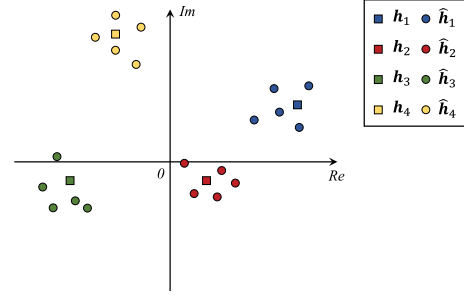 Im
h₁ ĥ₁
h₂ ĥ₂
h₃ ĥ₃
h₄ ĥ₄
0
Re